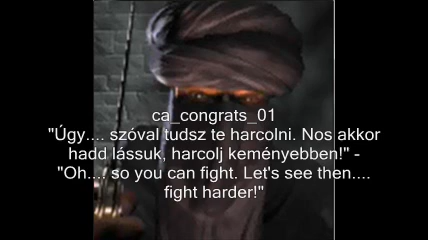 ca_congrats_01
"Úgy.... szóval tudsz te harcolni. Nos akkor
hadd lássuk, harcolj keményebben!" -
"Oh.... so you can fight. Let's see then....
fight harder!"